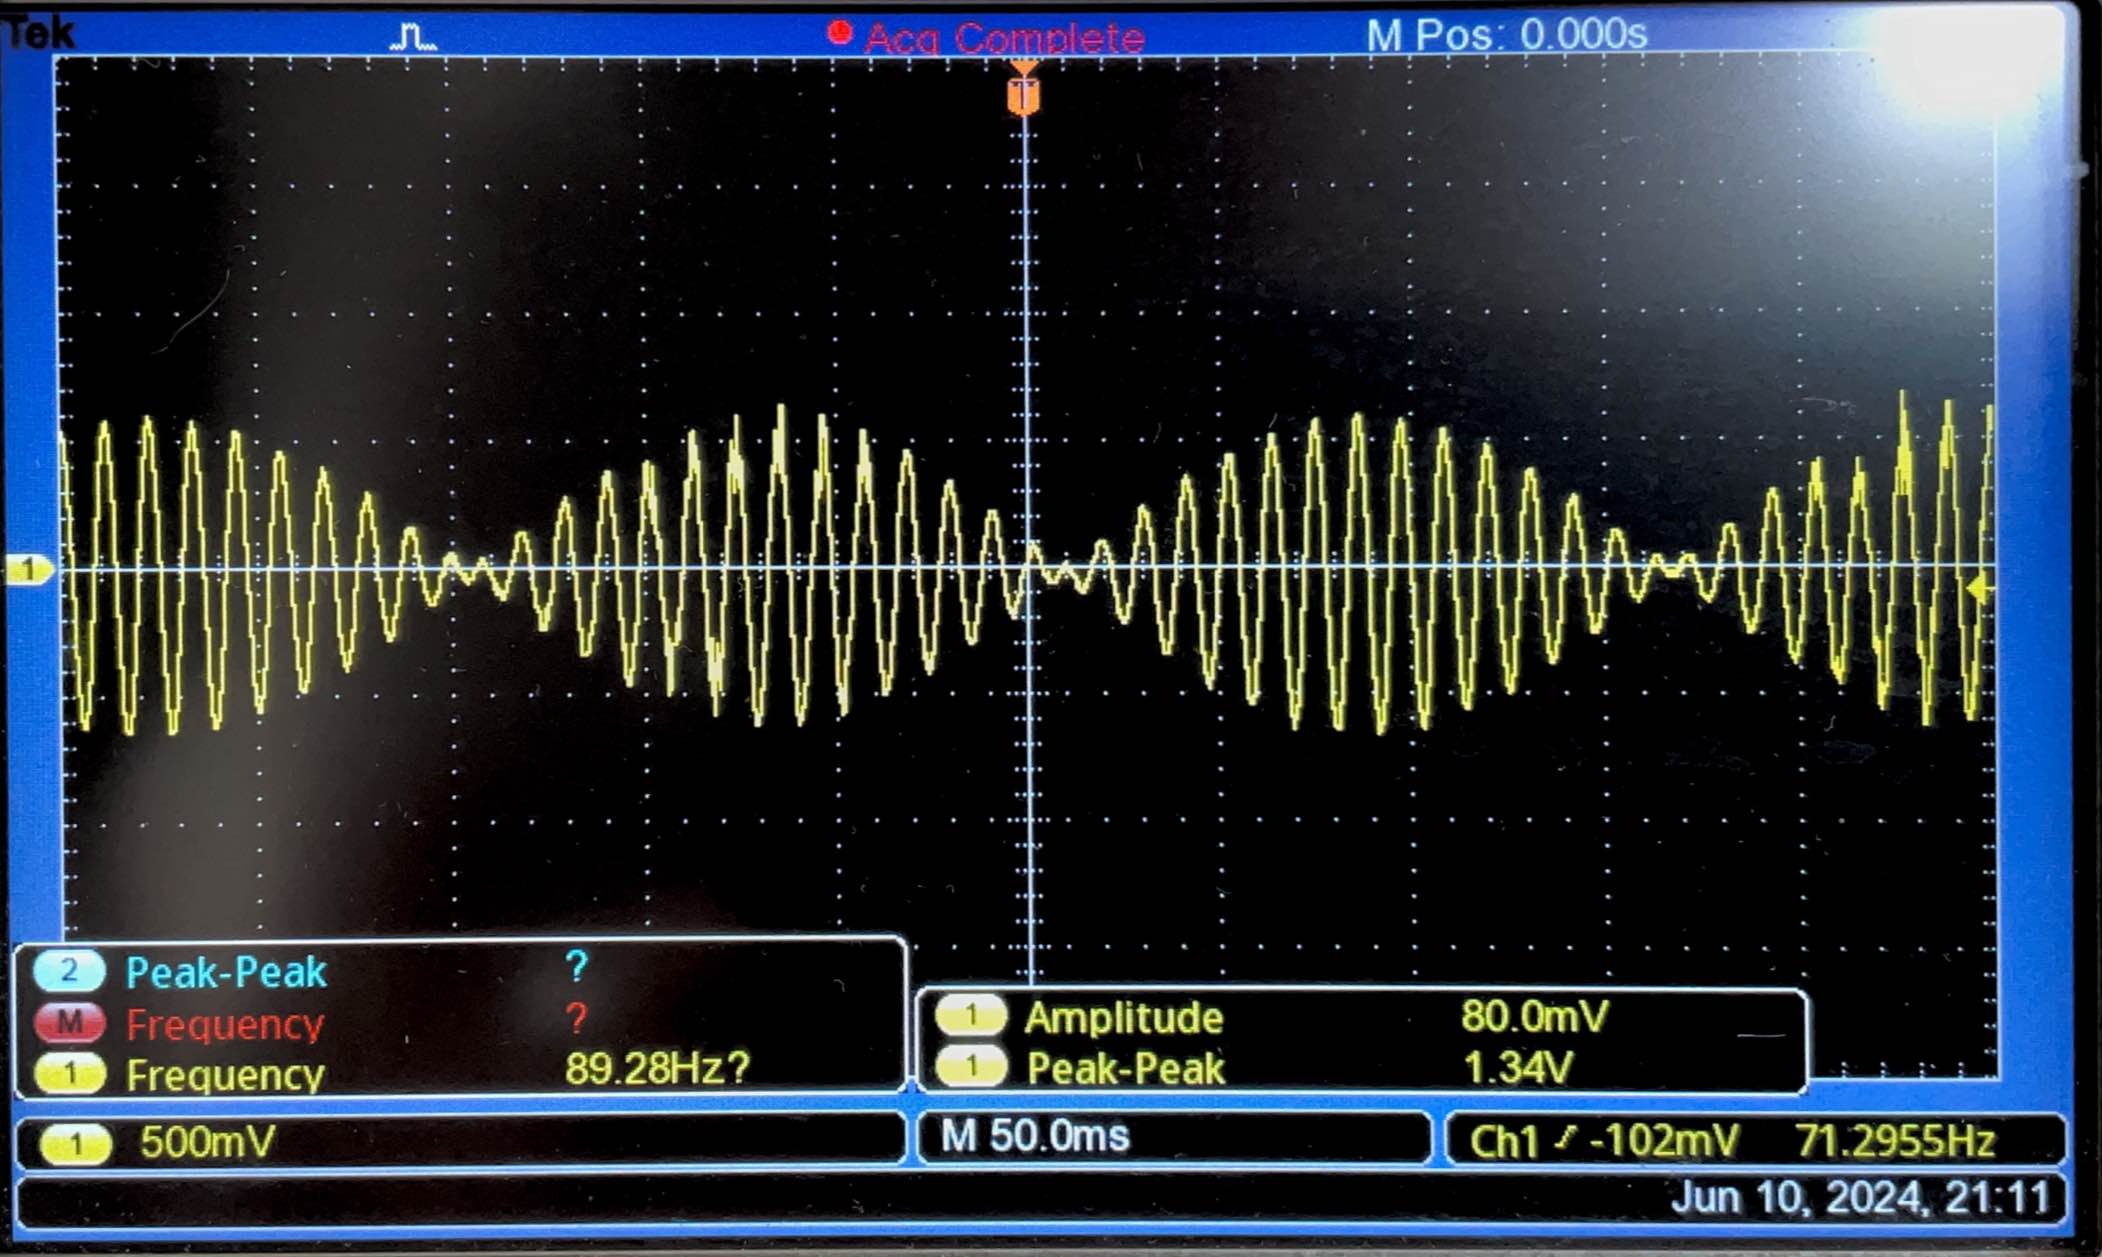 Tek Acq Complete M Pos: 0.000s
T
1
2 Peak-Peak ?
M Frequency ?
1 Frequency 89.28Hz?
1 Amplitude 80.0mV
1 Peak-Peak 1.34V
1 500mV M 50.0ms Ch1 -102mV 71.2955Hz
Jun 10, 2024, 21:11